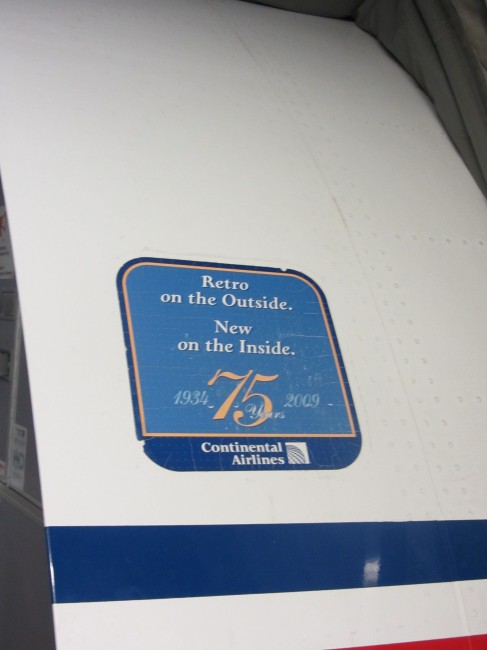 Retro
on the Outside.
New
on the Inside.
1934 75 2009
Years
Continental
Airlines